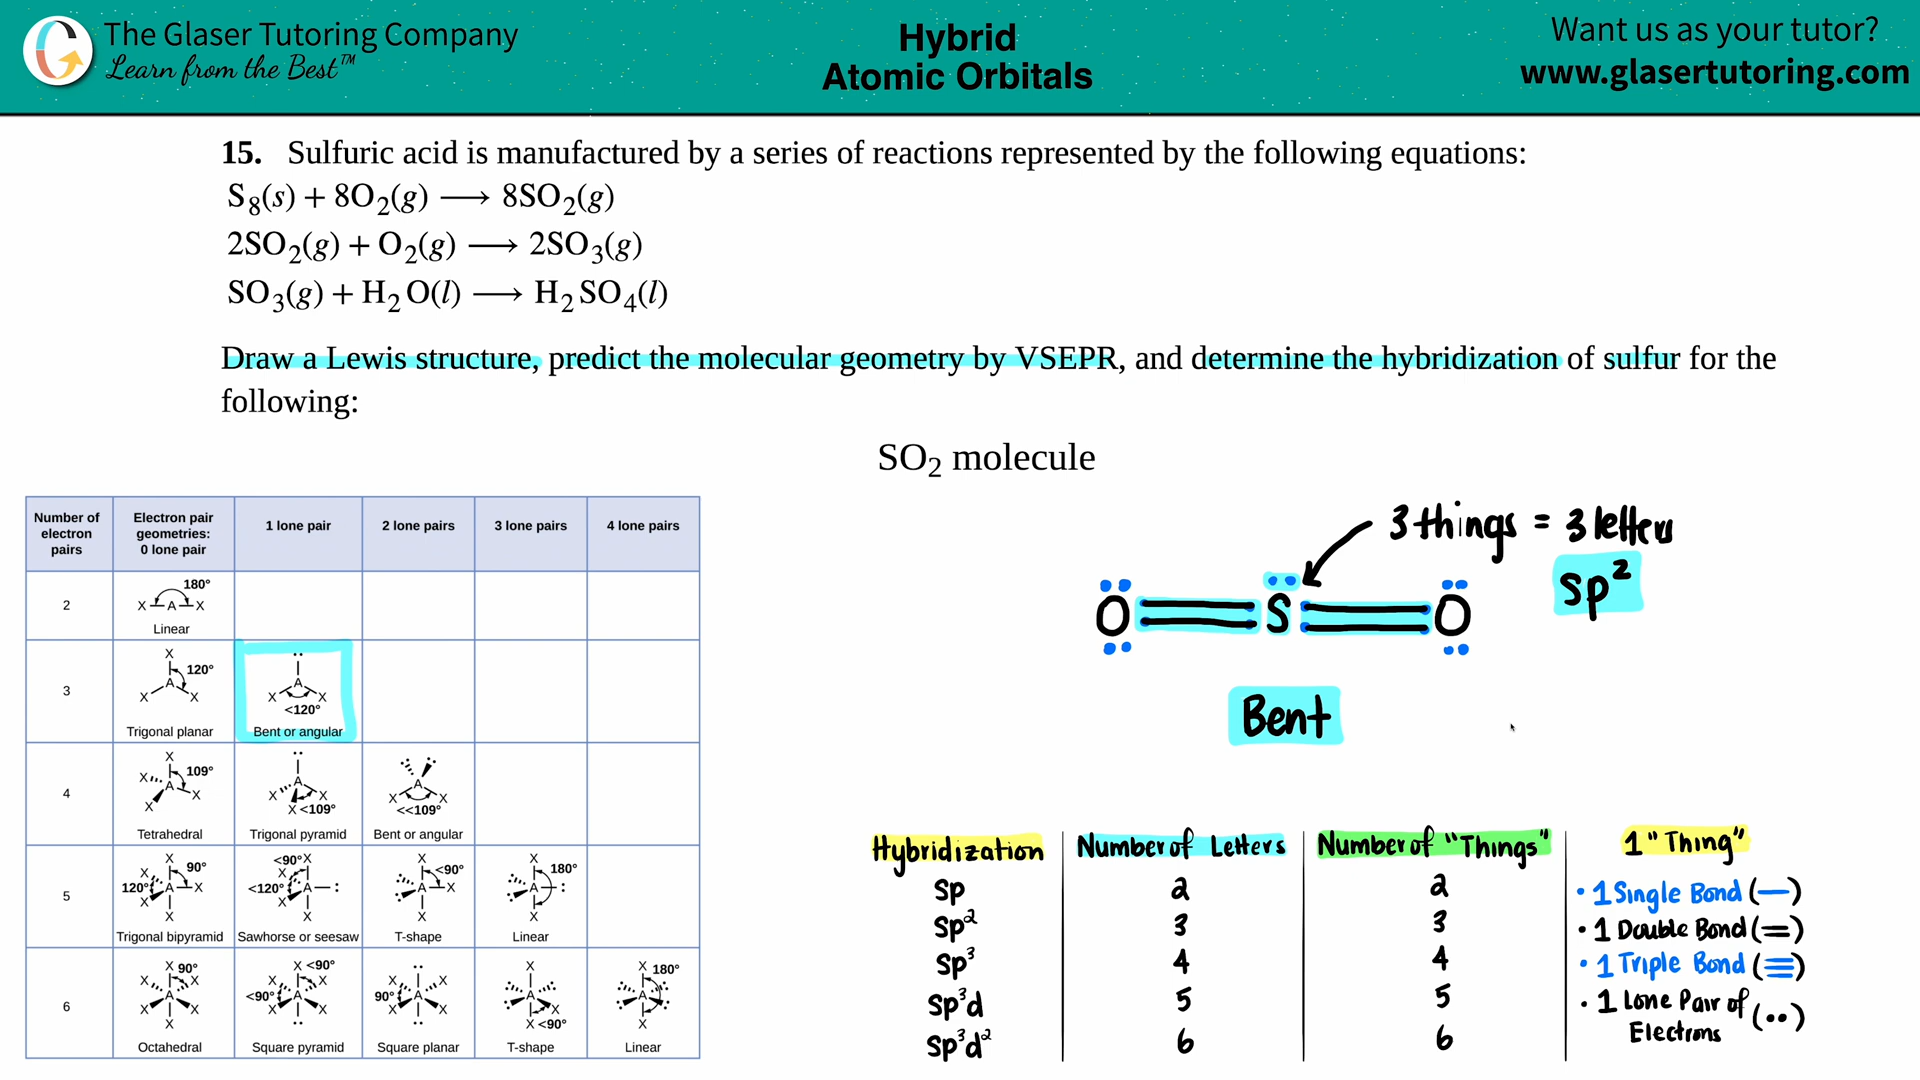 The Glaser Tutoring Company
Learn from the Best™
Hybrid
Atomic Orbitals
Want us as your tutor?
www.glasertutoring.com
15. Sulfuric acid is manufactured by a series of reactions represented by the following equations:
S₈(s) + 8O₂(g) ⟶ 8SO₂(g)
2SO₂(g) + O₂(g) ⟶ 2SO₃(g)
SO₃(g) + H₂O(l) ⟶ H₂SO₄(l)
Draw a Lewis structure, predict the molecular geometry by VSEPR, and determine the hybridization of sulfur for the
following:
SO₂ molecule
3 things = 3 letters
sp²
O S O
Bent
Number of electron pairs | Electron pair geometries: 0 lone pair | 1 lone pair | 2 lone pairs | 3 lone pairs | 4 lone pairs
2
180°
X A X
Linear
3
X 120° A X X
Trigonal planar
A X X <120°
Bent or angular
4
X 109° X A X X
Tetrahedral
A X X X <109°
Trigonal pyramid
A X X <<109°
Bent or angular
5
X 90° X 120° A X X X
Trigonal bipyramid
<90° X X <120° A X X
Sawhorse or seesaw
X <90° A X X
T-shape
X 180° A X
Linear
6
X 90° X X A X X X
Octahedral
X <90° X X <90° A X X
Square pyramid
X X 90° A X X
Square planar
X A X X <90°
T-shape
X 180° A X
Linear
Hybridization | Number of Letters | Number of "Things" | 1 "Thing"
sp 2 2 • 1 Single Bond (—)
sp² 3 3 • 1 Double Bond (=)
sp³ 4 4 • 1 Triple Bond (≡)
sp³d 5 5 • 1 Lone Pair of Electrons (••)
sp³d² 6 6